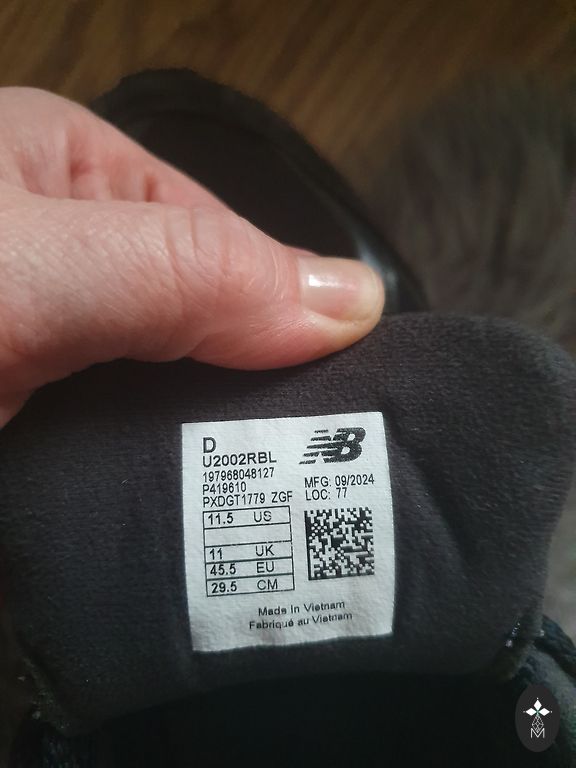 D
U2002RBL
197968048127
P419610
PXDGT1779 ZGF
NB
MFG: 09/2024
LOC: 77
11.5 US
11 UK
45.5 EU
29.5 CM
Made In Vietnam
Fabriqué au Vietnam
M